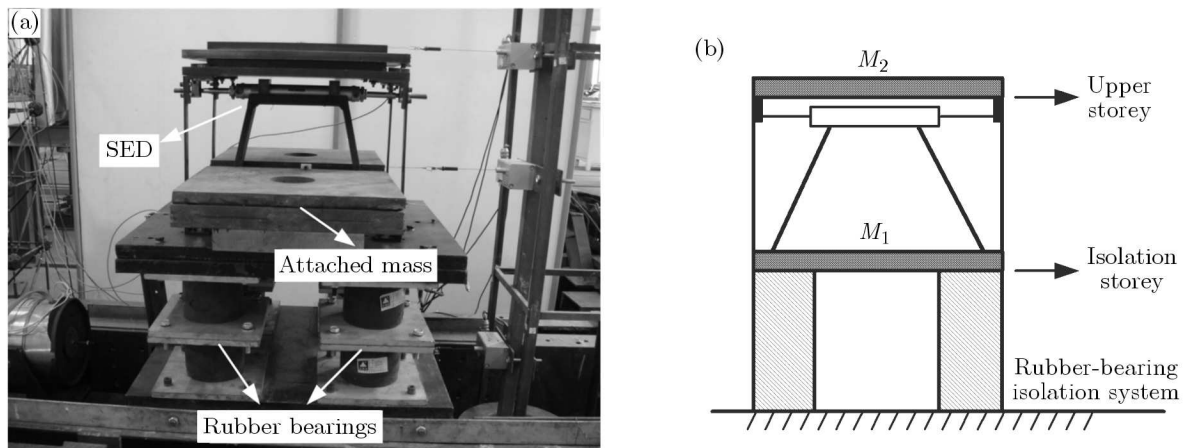 (a)
SED
Attached mass
Rubber bearings
(b)
M₂
Upper
storey
M₁
Isolation
storey
Rubber-bearing
isolation system